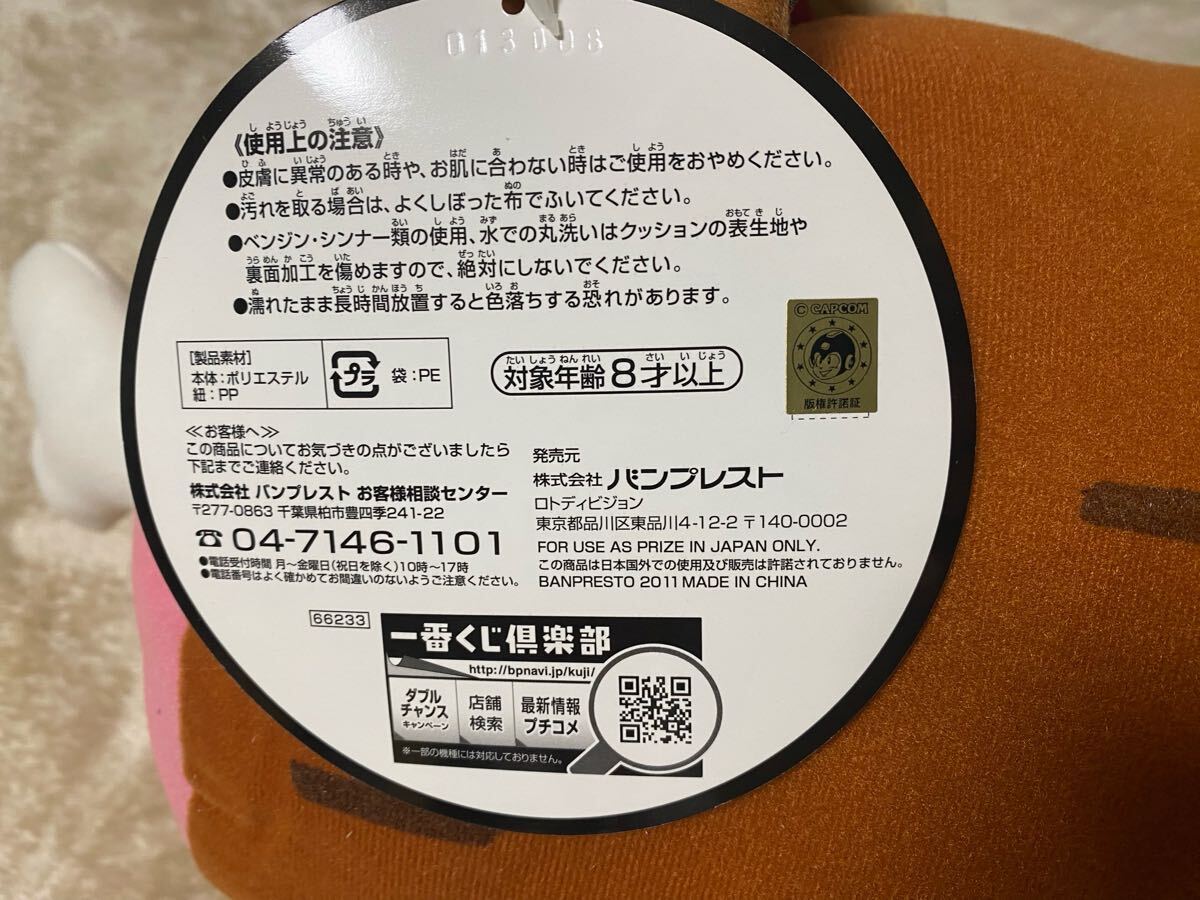 013008
《使用上の注意》
●皮膚に異常のある時や、お肌に合わない時はご使用をおやめください。
●汚れを取る場合は、よくしぼった布でふいてください。
●ベンジン・シンナー類の使用、水での丸洗いはクッションの表生地や
裏面加工を傷めますので、絶対にしないでください。
●濡れたまま長時間放置すると色落ちする恐れがあります。
© CAPCOM
版権許諾証
[製品素材]
本体:ポリエステル
紐:PP
プラ
袋:PE
対象年齢8才以上
≪お客様へ≫
この商品についてお気づきの点がございましたら
下記までご連絡ください。
株式会社 バンプレスト お客様相談センター
〒277-0863 千葉県柏市豊四季241-22
☎04-7146-1101
●電話受付時間 月〜金曜日(祝日を除く)10時〜17時
●電話番号はよく確かめてお間違いのないようご注意ください。
発売元
株式会社 バンプレスト
ロトディビジョン
東京都品川区東品川4-12-2 〒140-0002
FOR USE AS PRIZE IN JAPAN ONLY.
この商品は日本国外での使用及び販売は許諾されておりません。
BANPRESTO 2011 MADE IN CHINA
66233
一番くじ倶楽部
http://bpnavi.jp/kuji/
ダブル
チャンス
キャンペーン
店舗
検索
最新情報
プチコメ
※一部の機種には対応しておりません。